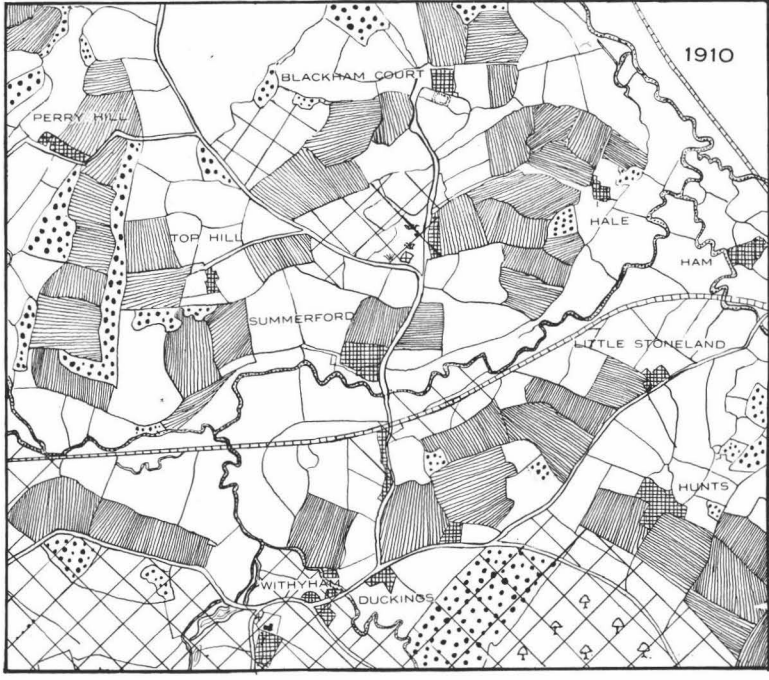 1910
BLACKHAM COURT
PERRY HILL
HALE
TOP HILL
HAM
SUMMERFORD
LITTLE STONELAND
HUNTS
WITHYHAM
DUCKINGS